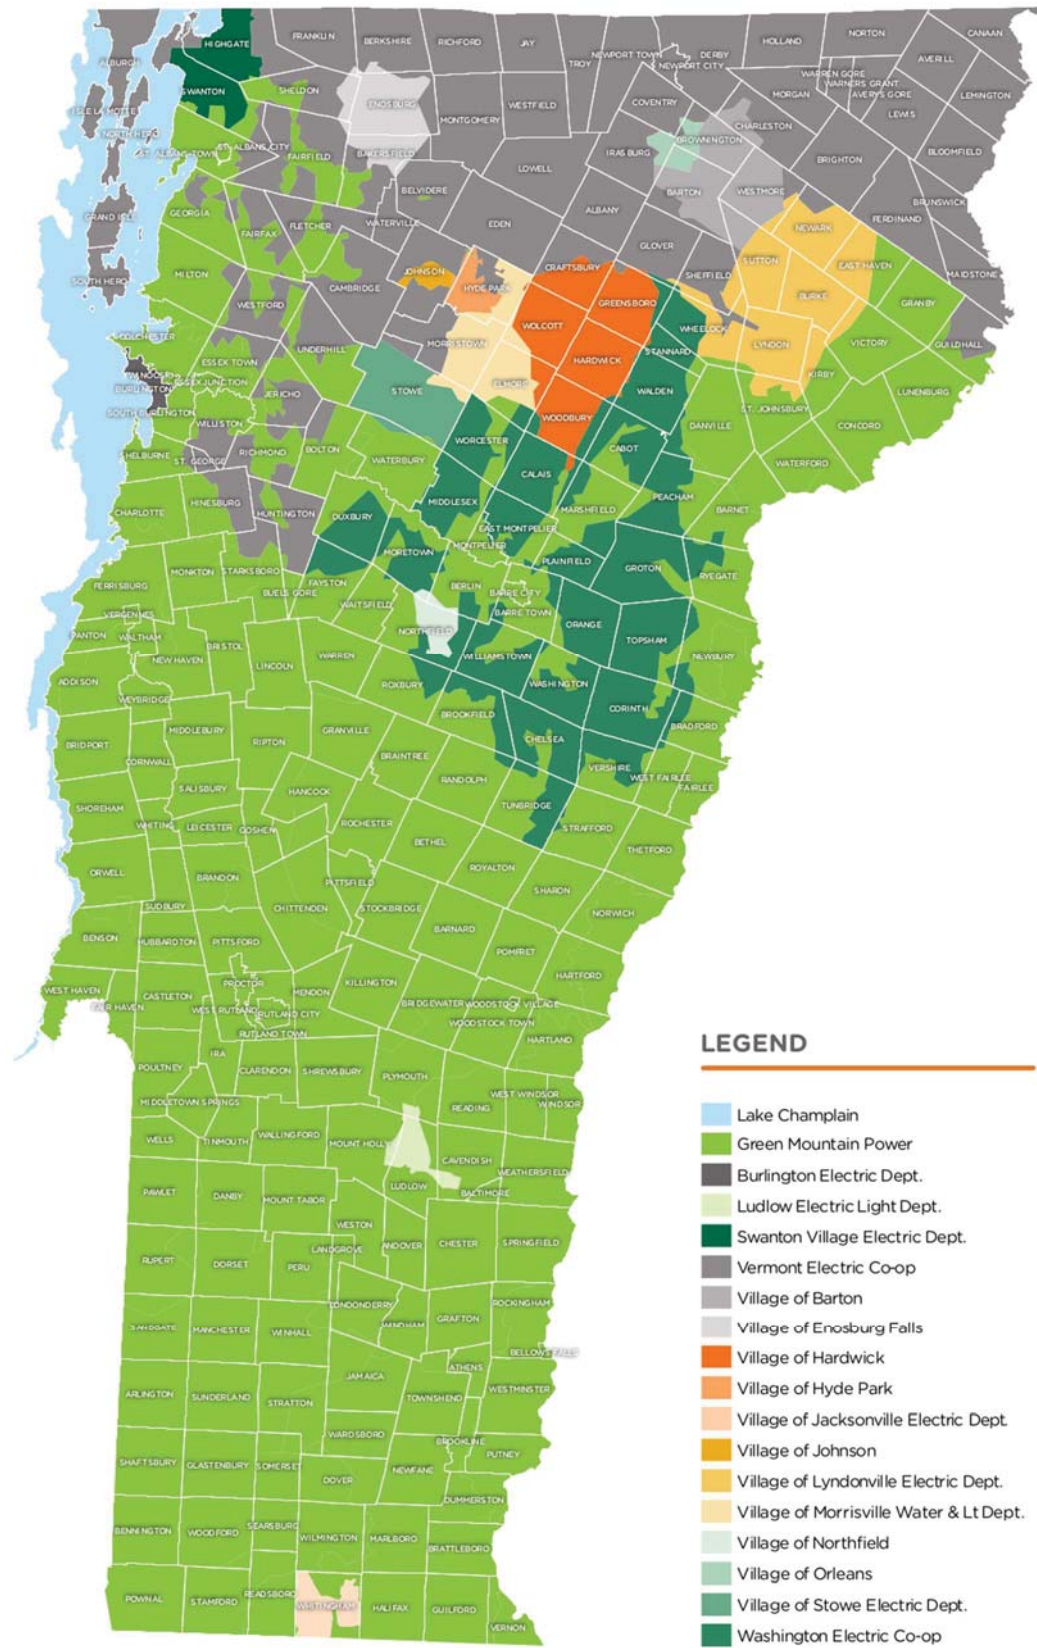 HIGHGATE
FRANKLIN
BERKSHIRE
RICHFORD
JAY
TROY
NEWPORT TOWN
DERBY
NEWPORT CITY
HOLLAND
NORTON
CANAAN
AVERILL
ALBURGH
SWANTON
SHELDON
ENOSBURG
MONTGOMERY
WESTFIELD
COVENTRY
MORGAN
WARREN GORE
WARNERS GRANT
AVERYS GORE
LEWIS
LEMINGTON
ISLE LA MOTTE
NORTH HERO
ST. ALBANS TOWN
ST. ALBANS CITY
FAIRFIELD
BAKERSFIELD
LOWELL
IRASBURG
BROWNINGTON
CHARLESTON
BRIGHTON
BLOOMFIELD
BELVIDERE
BARTON
WESTMORE
BRUNSWICK
FERDINAND
GRAND ISLE
GEORGIA
FAIRFAX
FLETCHER
WATERVILLE
EDEN
ALBANY
GLOVER
NEWARK
MAIDSTONE
SOUTH HERO
MILTON
CAMBRIDGE
JOHNSON
HYDE PARK
CRAFTSBURY
GREENSBORO
SHEFFIELD
SUTTON
EAST HAVEN
BURKE
GRANBY
WESTFORD
COLCHESTER
UNDERHILL
MORRISTOWN
WOLCOTT
HARDWICK
STANNARD
WHEELOCK
LYNDON
VICTORY
GUILDHALL
ESSEX TOWN
ESSEX JUNCTION
WINOOSKI
BURLINGTON
SOUTH BURLINGTON
JERICHO
STOWE
ELMORE
WOODBURY
WALDEN
KIRBY
LUNENBURG
ST. JOHNSBURY
CONCORD
WILLISTON
SHELBURNE
ST. GEORGE
RICHMOND
BOLTON
WATERBURY
WORCESTER
CALAIS
CABOT
DANVILLE
WATERFORD
CHARLOTTE
HINESBURG
HUNTINGTON
DUXBURY
MIDDLESEX
EAST MONTPELIER
MARSHFIELD
PEACHAM
BARNET
MONTPELIER
MORETOWN
PLAINFIELD
GROTON
RYEGATE
FERRISBURG
MONKTON
STARKSBORO
BUELS GORE
FAYSTON
WAITSFIELD
BERLIN
BARRE CITY
BARRE TOWN
VERGENNES
PANTON
WALTHAM
NEW HAVEN
BRISTOL
LINCOLN
WARREN
NORTHFIELD
WILLIAMSTOWN
ORANGE
TOPSHAM
NEWBURY
ADDISON
WEYBRIDGE
ROXBURY
WASHINGTON
CORINTH
BRADFORD
BRIDPORT
CORNWALL
MIDDLEBURY
RIPTON
GRANVILLE
BROOKFIELD
CHELSEA
VERSHIRE
WEST FAIRLEE
FAIRLEE
BRAINTREE
RANDOLPH
SHOREHAM
SALISBURY
HANCOCK
TUNBRIDGE
STRAFFORD
WHITING
LEICESTER
GOSHEN
ROCHESTER
BETHEL
THETFORD
ORWELL
BRANDON
PITTSFIELD
ROYALTON
SHARON
NORWICH
SUDBURY
CHITTENDEN
STOCKBRIDGE
BENSON
HUBBARDTON
PITTSFORD
BARNARD
POMFRET
HARTFORD
WEST HAVEN
FAIR HAVEN
CASTLETON
PROCTOR
WEST RUTLAND
RUTLAND CITY
MENDON
KILLINGTON
BRIDGEWATER
WOODSTOCK VILLAGE
WOODSTOCK TOWN
HARTLAND
RUTLAND TOWN
IRA
POULTNEY
CLARENDON
SHREWSBURY
PLYMOUTH
WEST WINDSOR
WINDSOR
READING
MIDDLETOWN SPRINGS
WELLS
TINMOUTH
WALLINGFORD
MOUNT HOLLY
CAVENDISH
WEATHERSFIELD
PAWLET
DANBY
MOUNT TABOR
LUDLOW
BALTIMORE
WESTON
LANDGROVE
ANDOVER
CHESTER
SPRINGFIELD
RUPERT
DORSET
PERU
LONDONDERRY
WINDHAM
GRAFTON
ROCKINGHAM
SANDGATE
MANCHESTER
WINHALL
BELLOWS FALLS
ATHENS
ARLINGTON
SUNDERLAND
STRATTON
JAMAICA
TOWNSHEND
WESTMINSTER
WARDSBORO
BROOKLINE
PUTNEY
SHAFTSBURY
GLASTENBURY
SOMERSET
DOVER
NEWFANE
DUMMERSTON
BENNINGTON
WOODFORD
SEARSBURG
WILMINGTON
MARLBORO
BRATTLEBORO
POWNAL
STAMFORD
READSBORO
WHITINGHAM
HALIFAX
GUILFORD
VERNON
LEGEND
Lake Champlain
Green Mountain Power
Burlington Electric Dept.
Ludlow Electric Light Dept.
Swanton Village Electric Dept.
Vermont Electric Co-op
Village of Barton
Village of Enosburg Falls
Village of Hardwick
Village of Hyde Park
Village of Jacksonville Electric Dept.
Village of Johnson
Village of Lyndonville Electric Dept.
Village of Morrisville Water & Lt Dept.
Village of Northfield
Village of Orleans
Village of Stowe Electric Dept.
Washington Electric Co-op